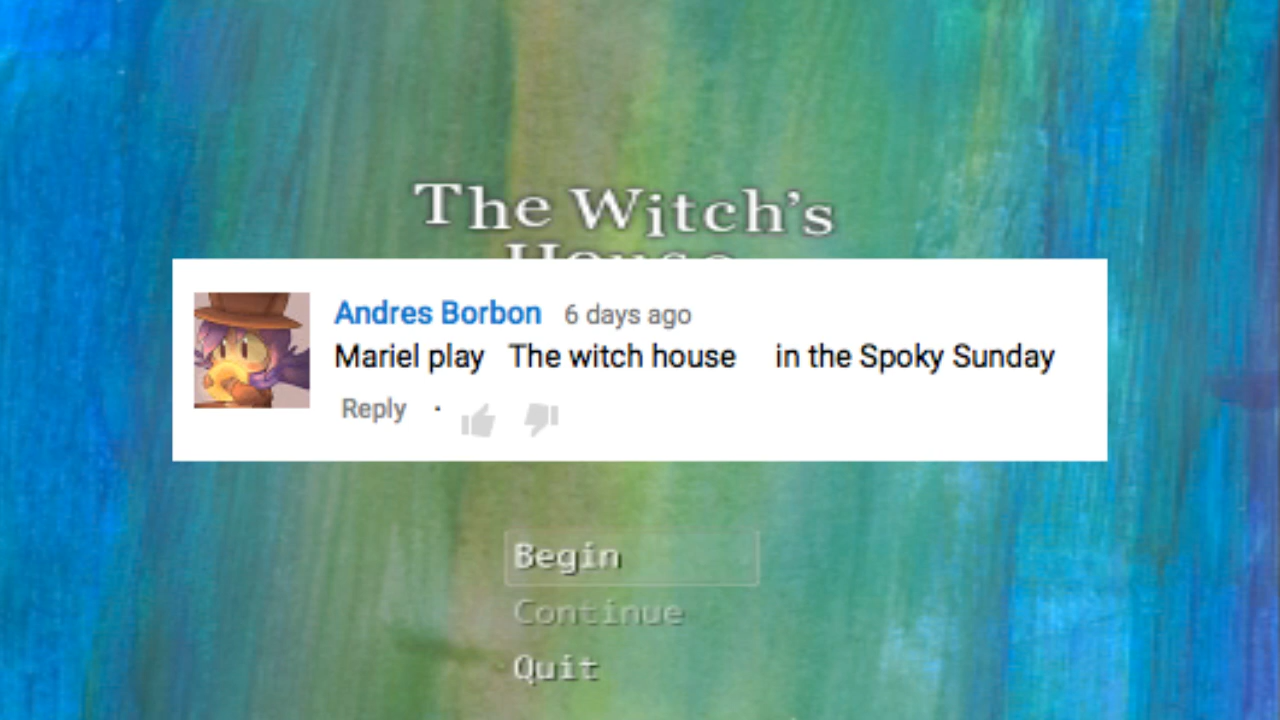 The Witch's
House
Andres Borbon 6 days ago
Mariel play The witch house in the Spoky Sunday
Reply ·
Begin
Continue
Quit